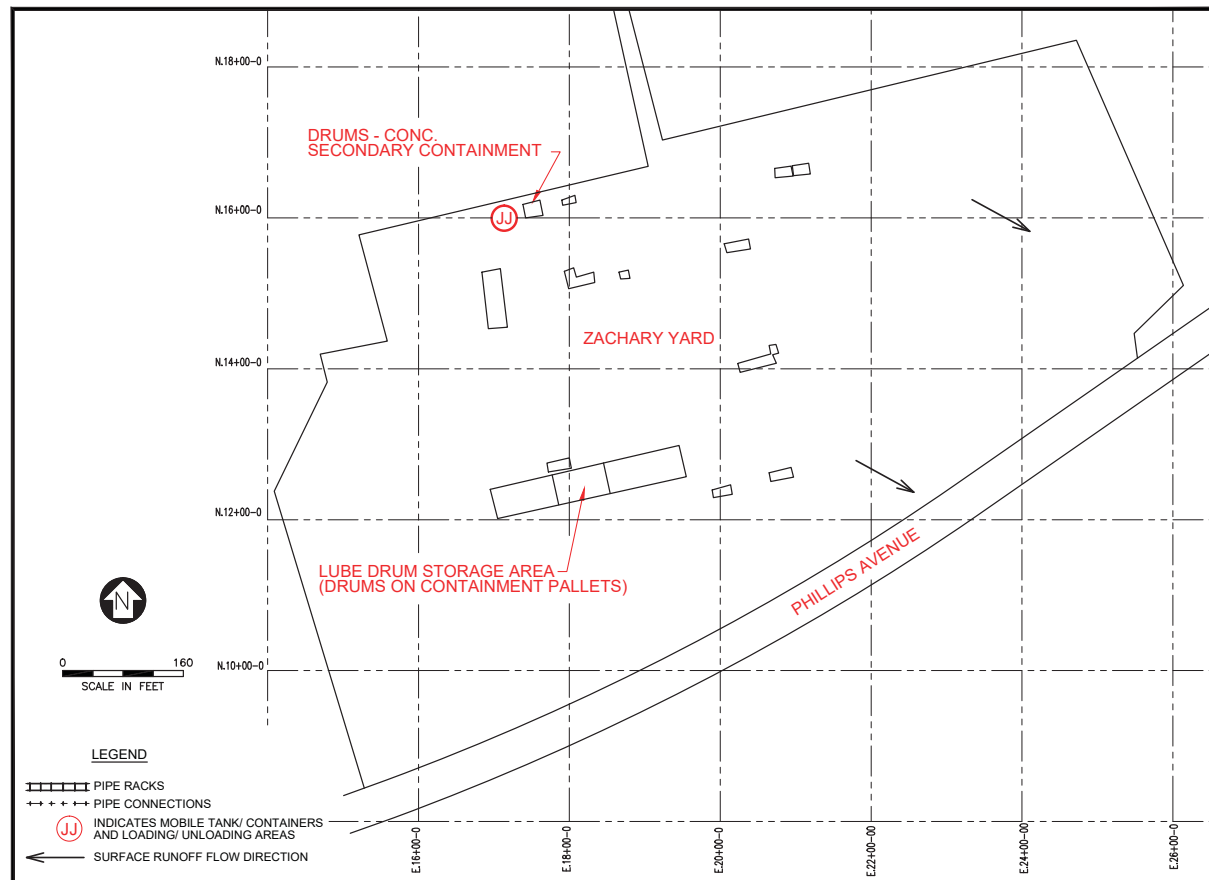 N.18+00-0
DRUMS - CONC.
SECONDARY CONTAINMENT
N.16+00-0
JJ
ZACHARY YARD
N.14+00-0
N.12+00-0
LUBE DRUM STORAGE AREA
(DRUMS ON CONTAINMENT PALLETS)
PHILLIPS AVENUE
N
N.10+00-0
0 160
SCALE IN FEET
LEGEND
PIPE RACKS
PIPE CONNECTIONS
JJ
INDICATES MOBILE TANK/ CONTAINERS
AND LOADING/ UNLOADING AREAS
SURFACE RUNOFF FLOW DIRECTION
E.16+00-0
E.18+00-0
E.20+00-0
E.22+00-00
E.24+00-00
E.26+00-00